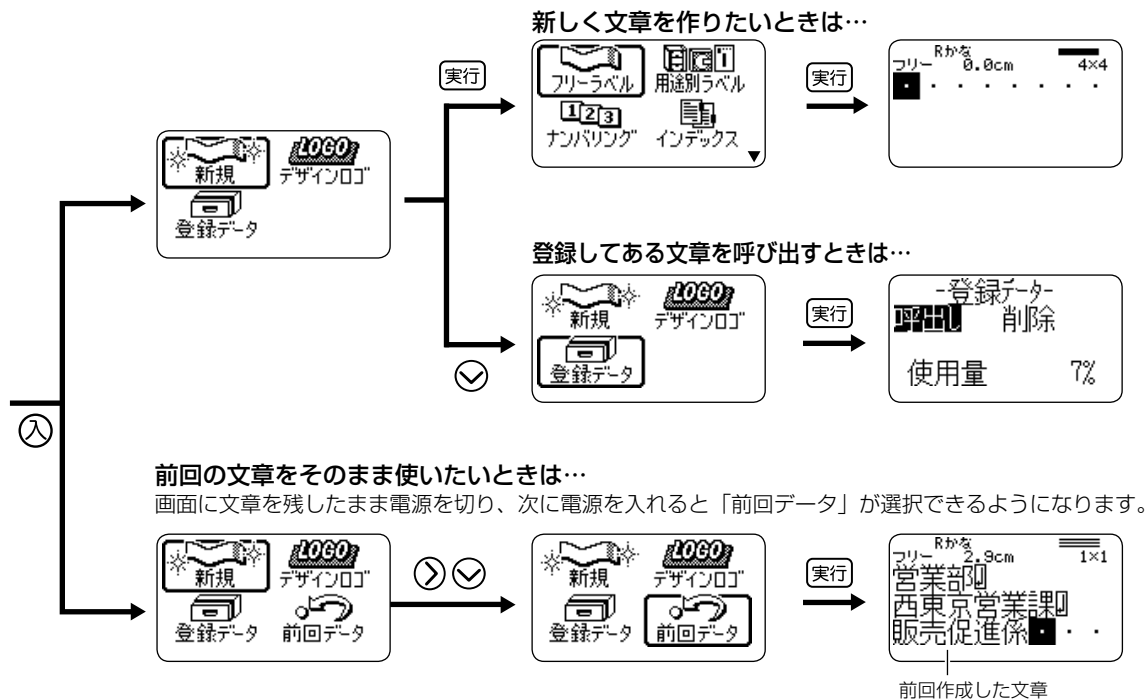 新しく文章を作りたいときは…
実行
フリーラベル
用途別ラベル
ナンバリング
インデックス
実行
Rかな
フリー 0.0cm 4×4
新規
LOGO
デザインロゴ
登録データ
登録してある文章を呼び出すときは…
新規
LOGO
デザインロゴ
登録データ
実行
-登録データ-
呼出し 削除
使用量 7%
入
前回の文章をそのまま使いたいときは…
画面に文章を残したまま電源を切り、次に電源を入れると「前回データ」が選択できるようになります。
新規
LOGO
デザインロゴ
登録データ
前回データ
新規
LOGO
デザインロゴ
登録データ
前回データ
実行
Rかな
フリー 2.9cm 1×1
営業部
西東京営業課
販売促進係
前回作成した文章